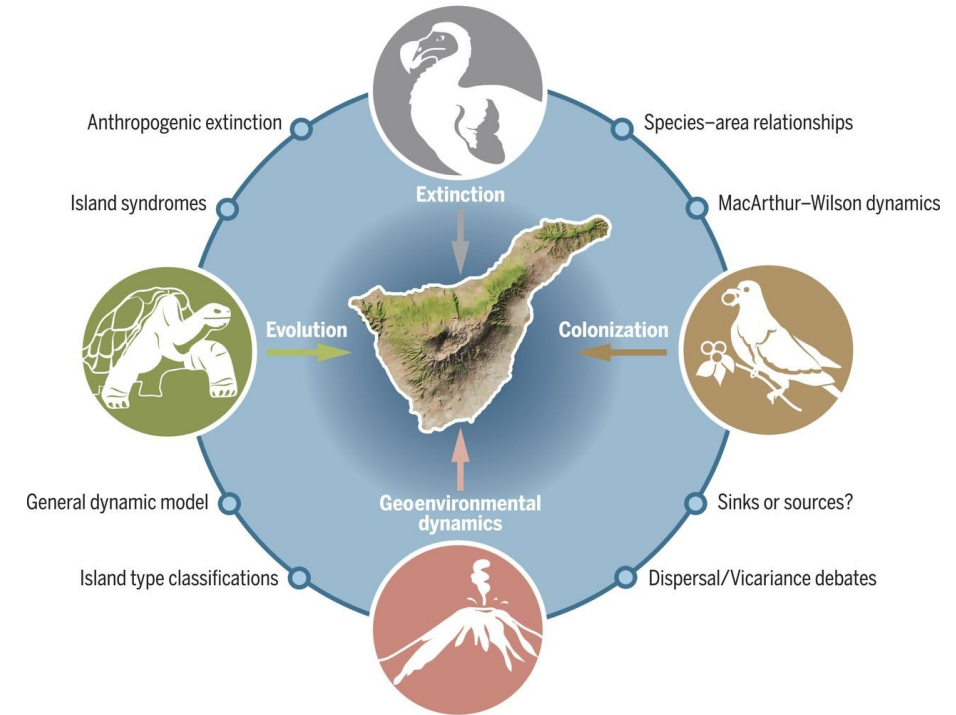 Anthropogenic extinction
Species–area relationships
Extinction
Island syndromes
MacArthur–Wilson dynamics
Evolution
Colonization
General dynamic model
Geoenvironmental
dynamics
Sinks or sources?
Island type classifications
Dispersal/Vicariance debates